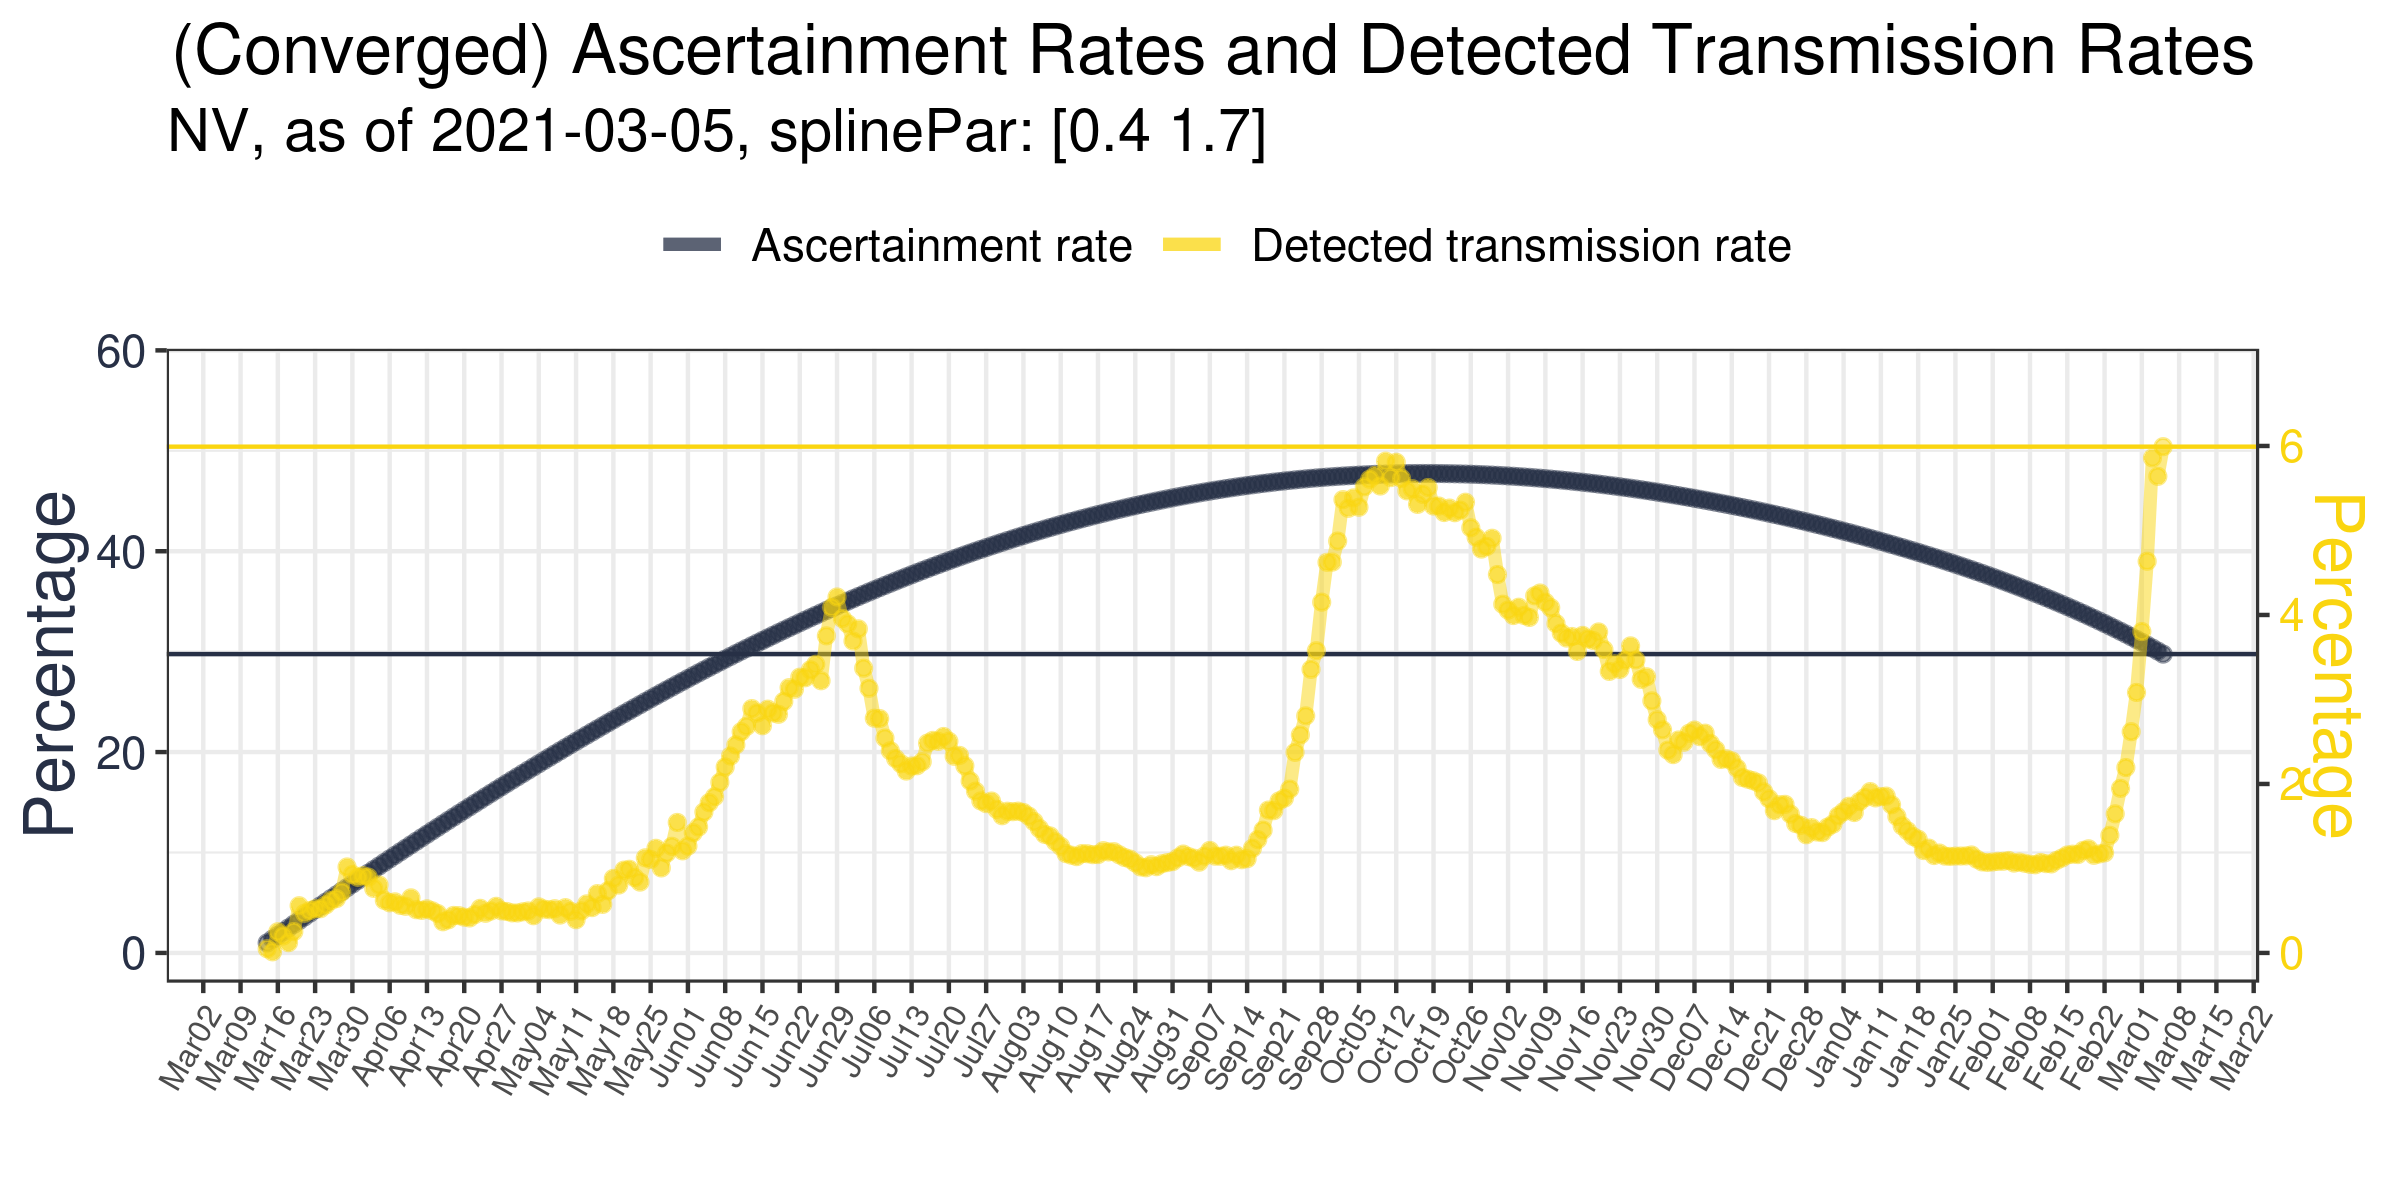 (Converged) Ascertainment Rates and Detected Transmission Rates
NV, as of 2021-03-05, splinePar: [0.4 1.7]
Ascertainment rate
Detected transmission rate
Percentage
60
40
20
0
6
4
2
0
Percentage
Mar02
Mar09
Mar16
Mar23
Mar30
Apr06
Apr13
Apr20
Apr27
May04
May11
May18
May25
Jun01
Jun08
Jun15
Jun22
Jun29
Jul06
Jul13
Jul20
Jul27
Aug03
Aug10
Aug17
Aug24
Aug31
Sep07
Sep14
Sep21
Sep28
Oct05
Oct12
Oct19
Oct26
Nov02
Nov09
Nov16
Nov23
Nov30
Dec07
Dec14
Dec21
Dec28
Jan04
Jan11
Jan18
Jan25
Feb01
Feb08
Feb15
Feb22
Mar01
Mar08
Mar15
Mar22